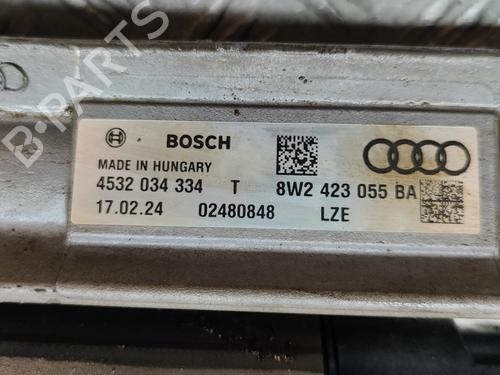 B-PARTS
BOSCH
MADE IN HUNGARY
4532 034 334 T 8W2 423 055 BA
17.02.24 02480848 LZE